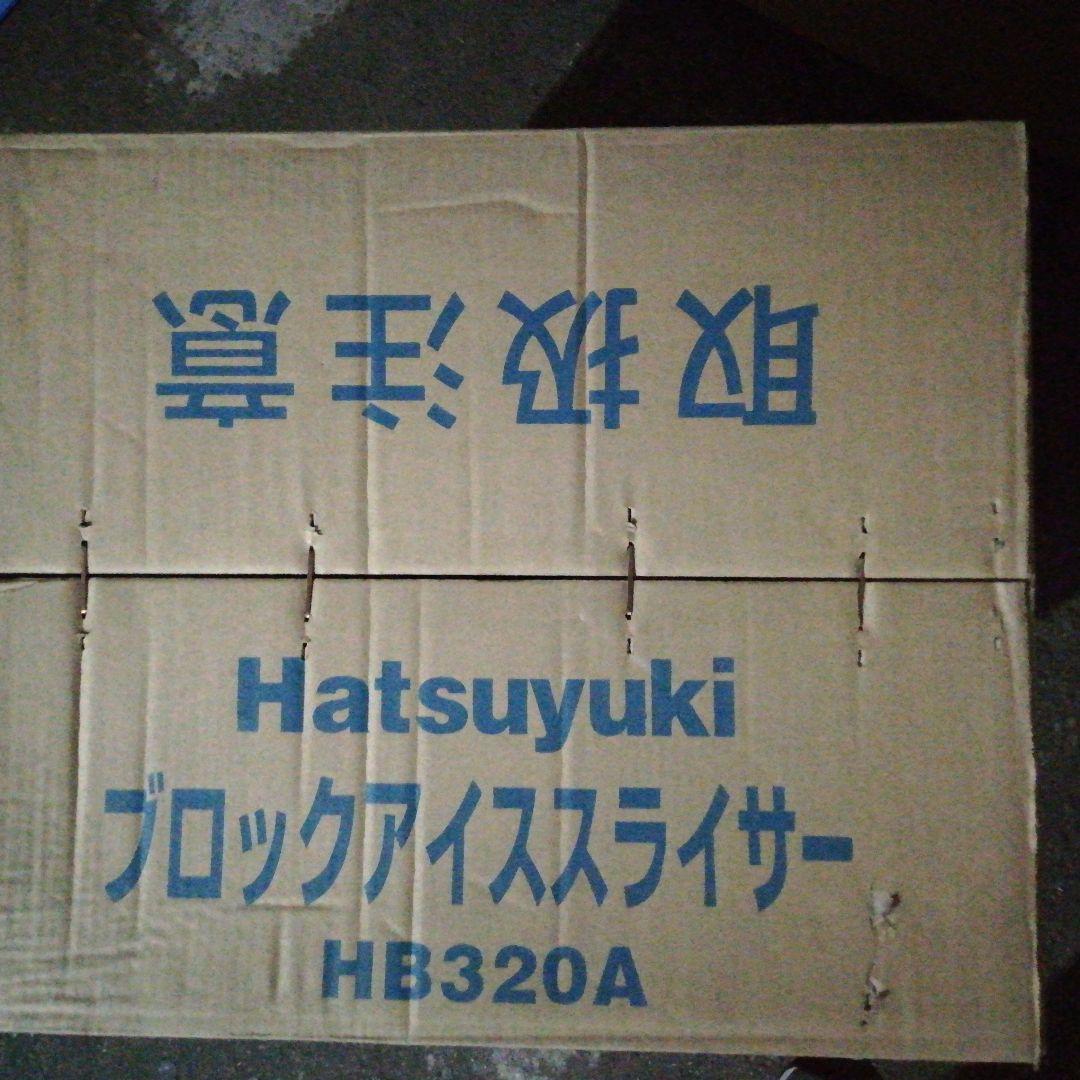 取扱注意
Hatsuyuki
ブロックアイススライサー
HB320A